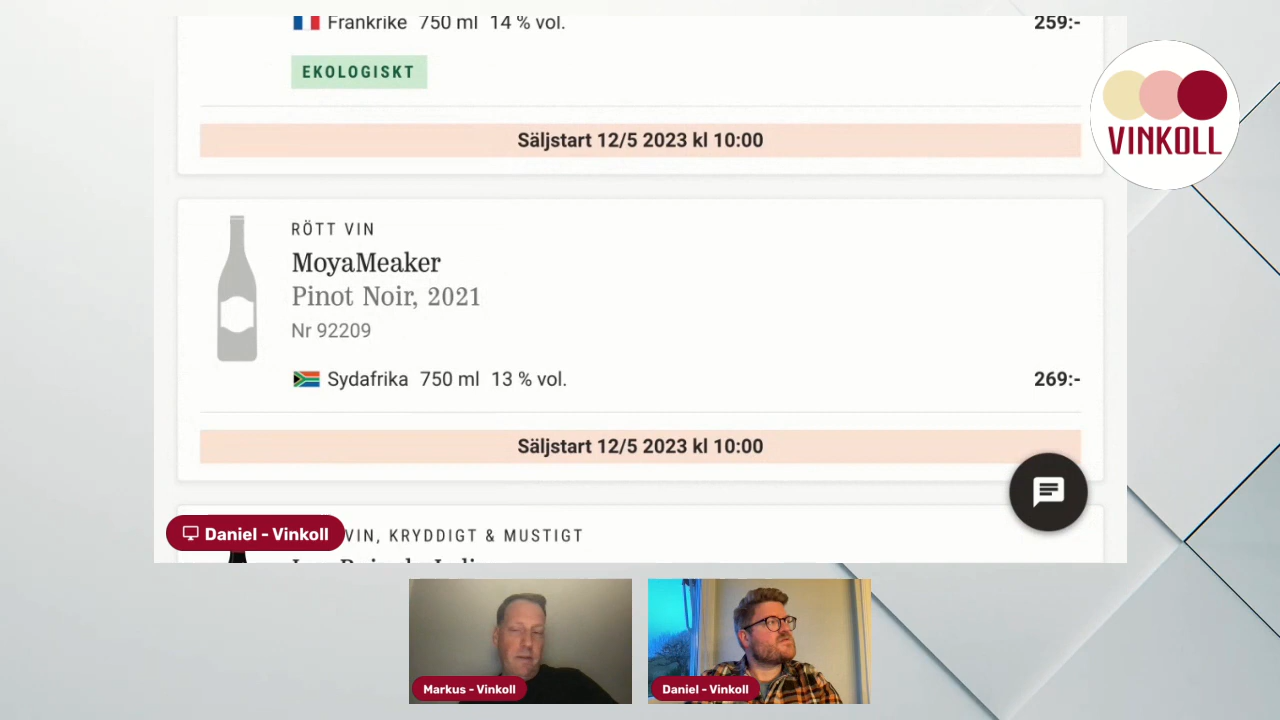 Frankrike 750 ml 14 % vol. 259:-
EKOLOGISKT
Säljstart 12/5 2023 kl 10:00
VINKOLL
RÖTT VIN
MoyaMeaker
Pinot Noir, 2021
Nr 92209
Sydafrika 750 ml 13 % vol. 269:-
Säljstart 12/5 2023 kl 10:00
Daniel - Vinkoll
VIN, KRYDDIGT & MUSTIGT
Markus - Vinkoll
Daniel - Vinkoll